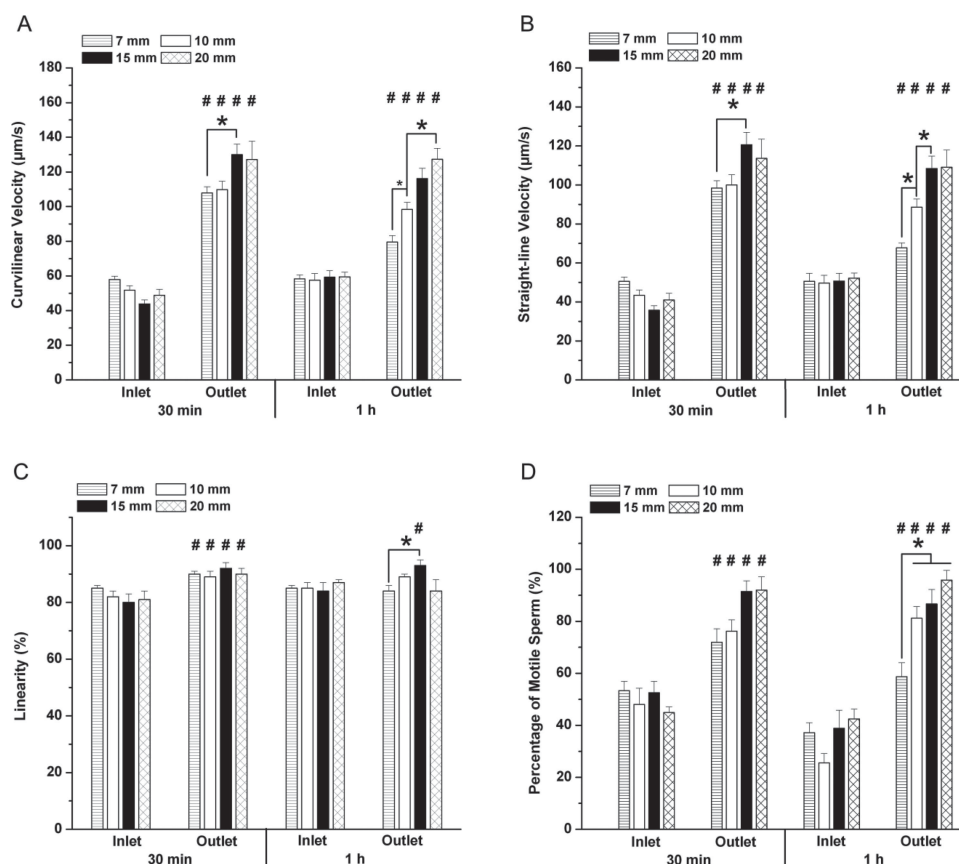 A
7 mm 10 mm
15 mm 20 mm
Curvilinear Velocity (µm/s)
180
160
140
120
100
80
60
40
20
0
# # # #
*
# # # #
*
*
Inlet Outlet Inlet Outlet
30 min 1 h
B
7 mm 10 mm
15 mm 20 mm
Straight-line Velocity (µm/s)
160
140
120
100
80
60
40
20
0
# # # #
*
# # # #
*
*
Inlet Outlet Inlet Outlet
30 min 1 h
C
7 mm 10 mm
15 mm 20 mm
Linearity (%)
100
80
60
40
20
0
# # # #
#
*
Inlet Outlet Inlet Outlet
30 min 1 h
D
7 mm 10 mm
15 mm 20 mm
Percentage of Motile Sperm (%)
120
100
80
60
40
20
0
# # # #
# # # #
*
Inlet Outlet Inlet Outlet
30 min 1 h